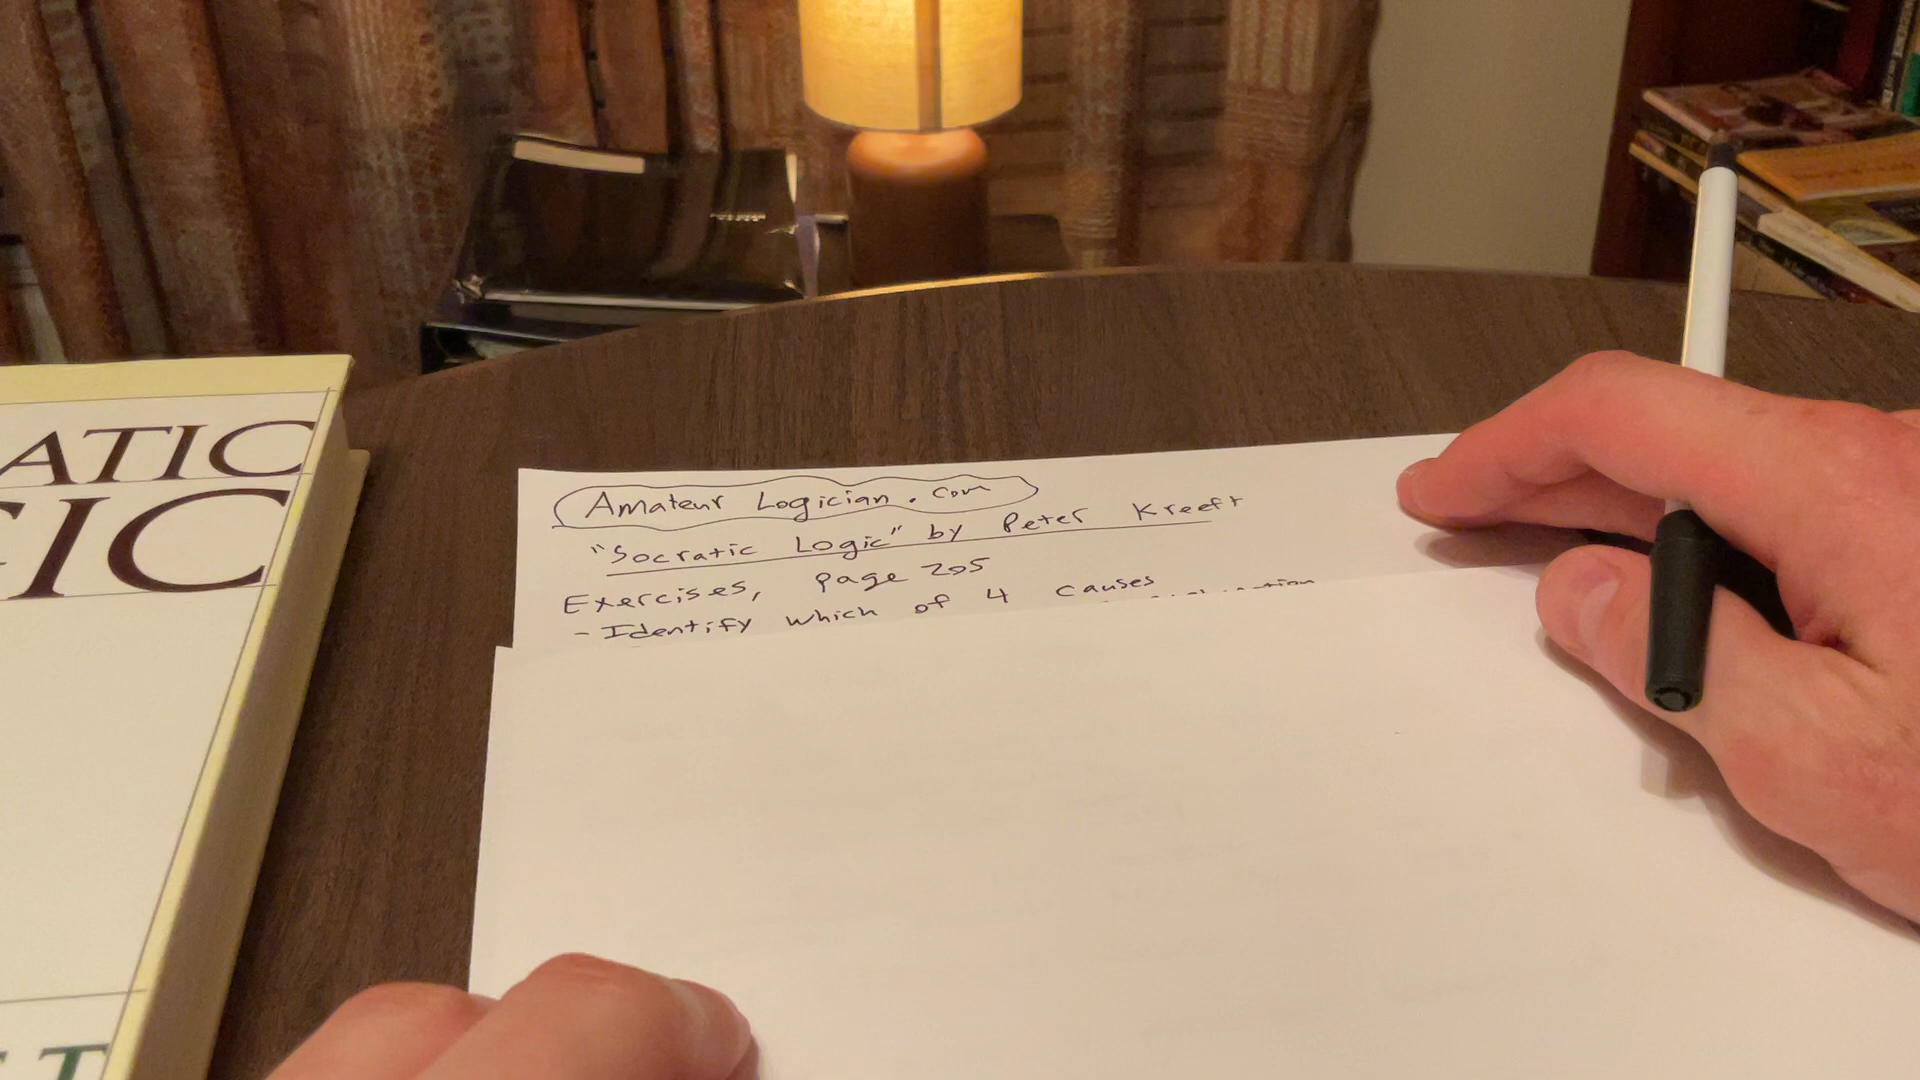 ATIC
GIC
Amateur Logician.com
"Socratic Logic" by Peter Kreeft
Exercises, page 205
- Identify which of 4 causes